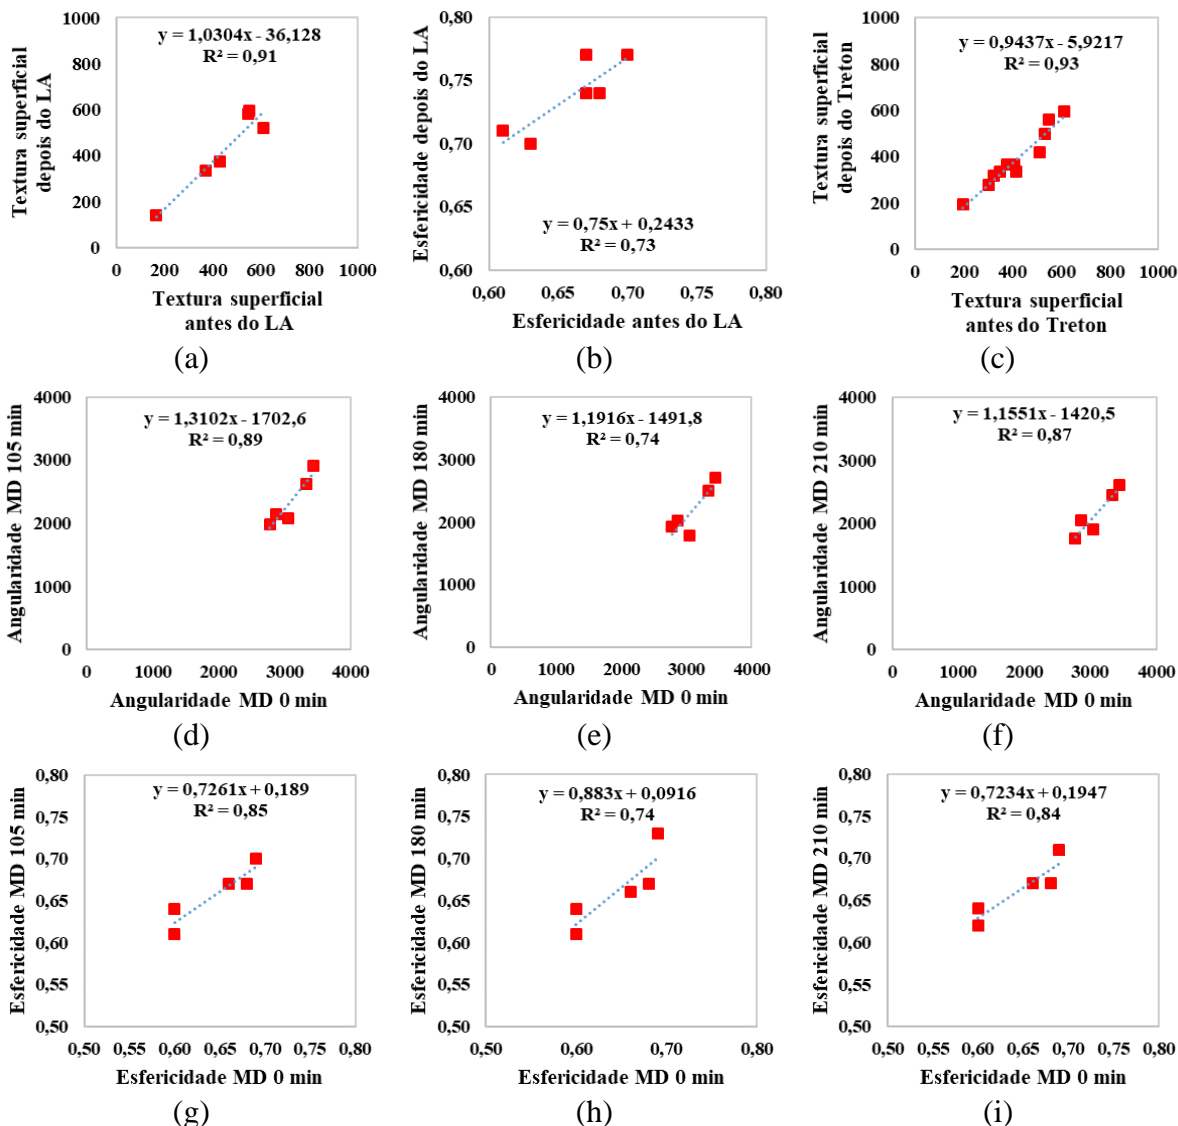 y = 1,0304x - 36,128
R² = 0,91
Textura superficial
depois do LA
1000
800
600
400
200
0
0 200 400 600 800 1000
Textura superficial
antes do LA
(a)
y = 0,75x + 0,2433
R² = 0,73
Esfericidade depois do LA
0,80
0,75
0,70
0,65
0,60
0,60 0,65 0,70 0,75 0,80
Esfericidade antes do LA
(b)
y = 0,9437x - 5,9217
R² = 0,93
Textura superficial
depois do Treton
1000
800
600
400
200
0
0 200 400 600 800 1000
Textura superficial
antes do Treton
(c)
y = 1,3102x - 1702,6
R² = 0,89
Angularidade MD 105 min
4000
3000
2000
1000
0
0 1000 2000 3000 4000
Angularidade MD 0 min
(d)
y = 1,1916x - 1491,8
R² = 0,74
Angularidade MD 180 min
4000
3000
2000
1000
0
0 1000 2000 3000 4000
Angularidade MD 0 min
(e)
y = 1,1551x - 1420,5
R² = 0,87
Angularidade MD 210 min
4000
3000
2000
1000
0
0 1000 2000 3000 4000
Angularidade MD 0 min
(f)
y = 0,7261x + 0,189
R² = 0,85
Esfericidade MD 105 min
0,80
0,75
0,70
0,65
0,60
0,55
0,50
0,50 0,55 0,60 0,65 0,70 0,75 0,80
Esfericidade MD 0 min
(g)
y = 0,883x + 0,0916
R² = 0,74
Esfericidade MD 180 min
0,80
0,75
0,70
0,65
0,60
0,55
0,50
0,50 0,60 0,70 0,80
Esfericidade MD 0 min
(h)
y = 0,7234x + 0,1947
R² = 0,84
Esfericidade MD 210 min
0,80
0,75
0,70
0,65
0,60
0,55
0,50
0,50 0,55 0,60 0,65 0,70 0,75 0,80
Esfericidade MD 0 min
(i)